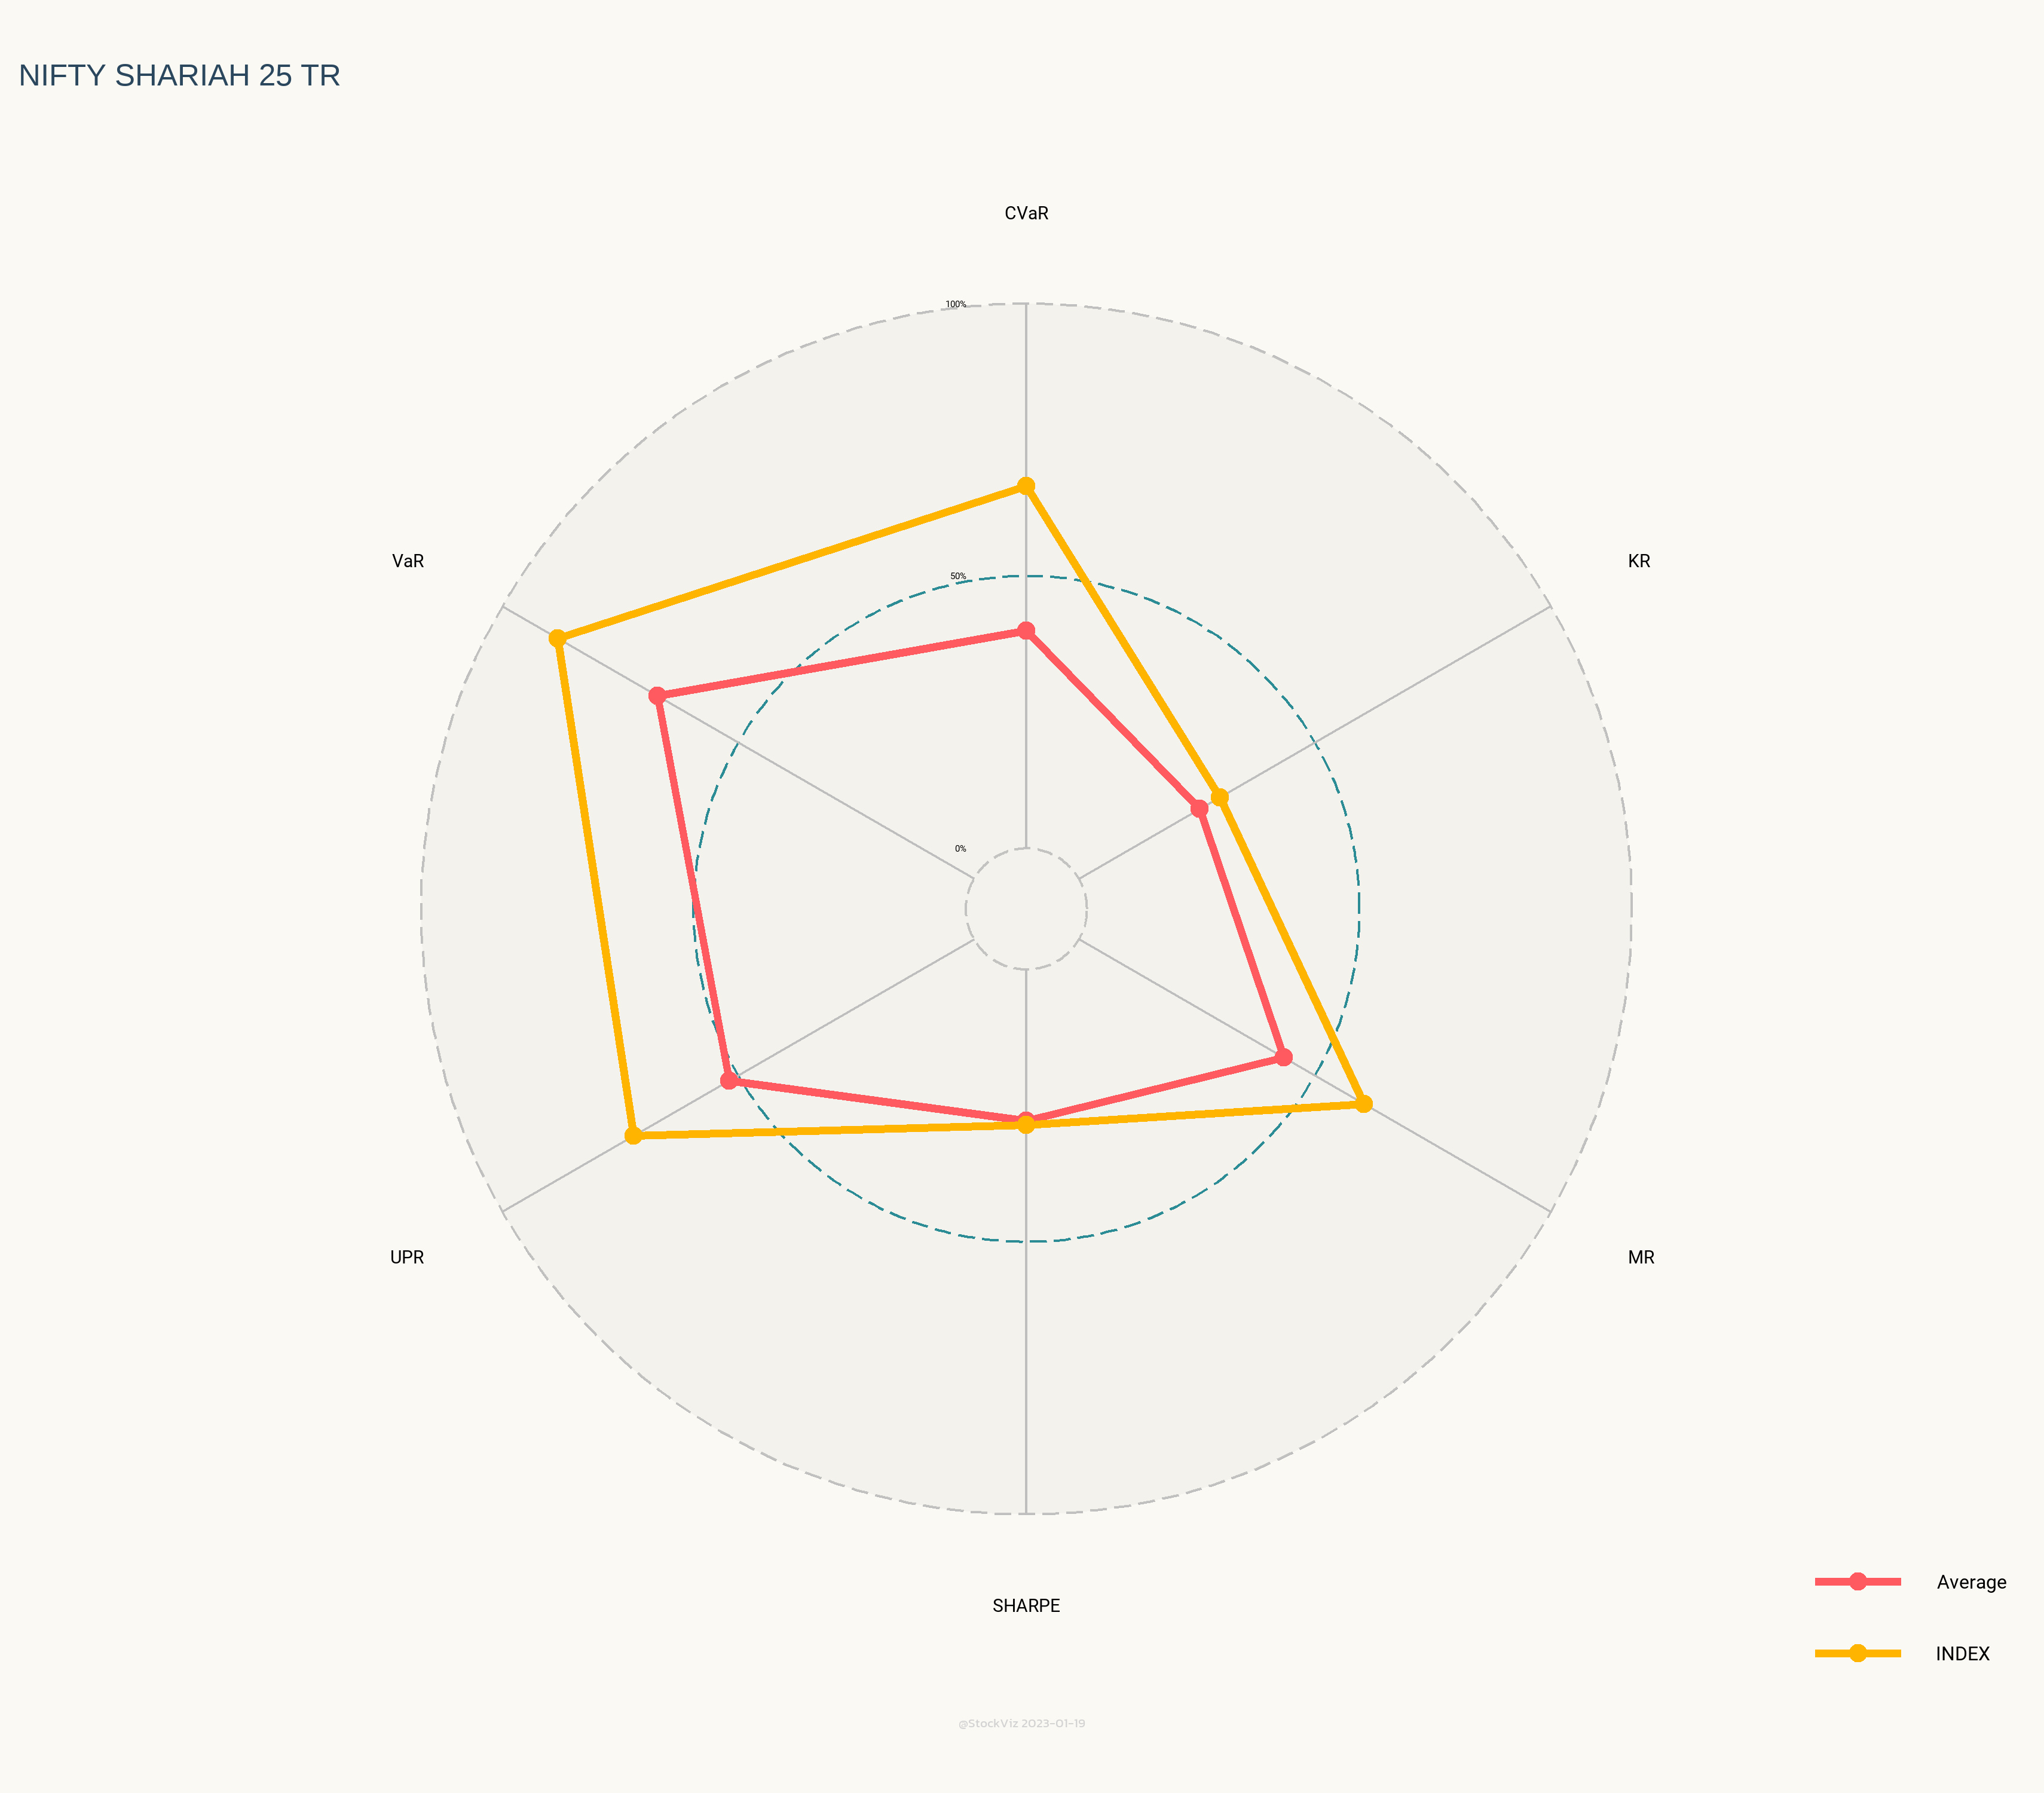 NIFTY SHARIAH 25 TR
CVaR
100%
VaR
KR
50%
0%
UPR
MR
SHARPE
Average
INDEX
@StockViz 2023-01-19